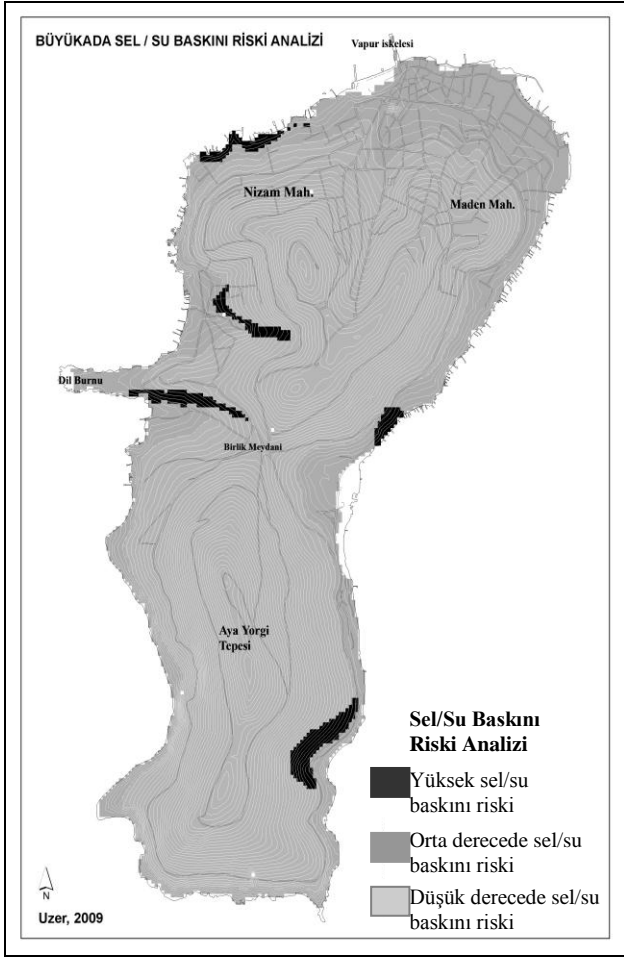 BÜYÜKADA SEL / SU BASKINI RİSKİ ANALİZİ
Vapur iskelesi
Nizam Mah.
Maden Mah.
Dil Burnu
Birlik Meydani
Aya Yorgi
Tepesi
Sel/Su Baskını
Riski Analizi
Yüksek sel/su
baskını riski
Orta derecede sel/su
baskını riski
Düşük derecede sel/su
baskını riski
N
Uzer, 2009